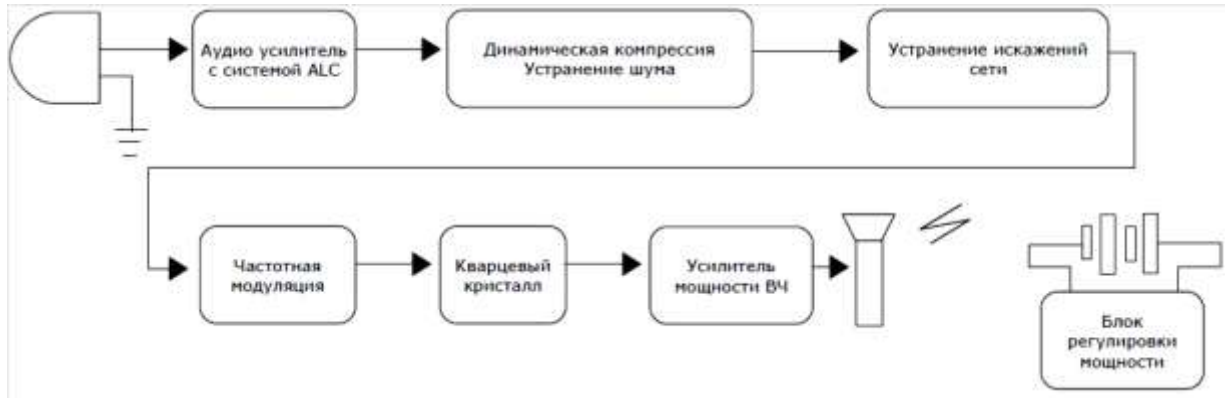 Аудио усилитель
с системой ALC
Динамическая компрессия
Устранение шума
Устранение искажений
сети
Частотная
модуляция
Кварцевый
кристалл
Усилитель
мощности ВЧ
Блок
регулировки
мощности